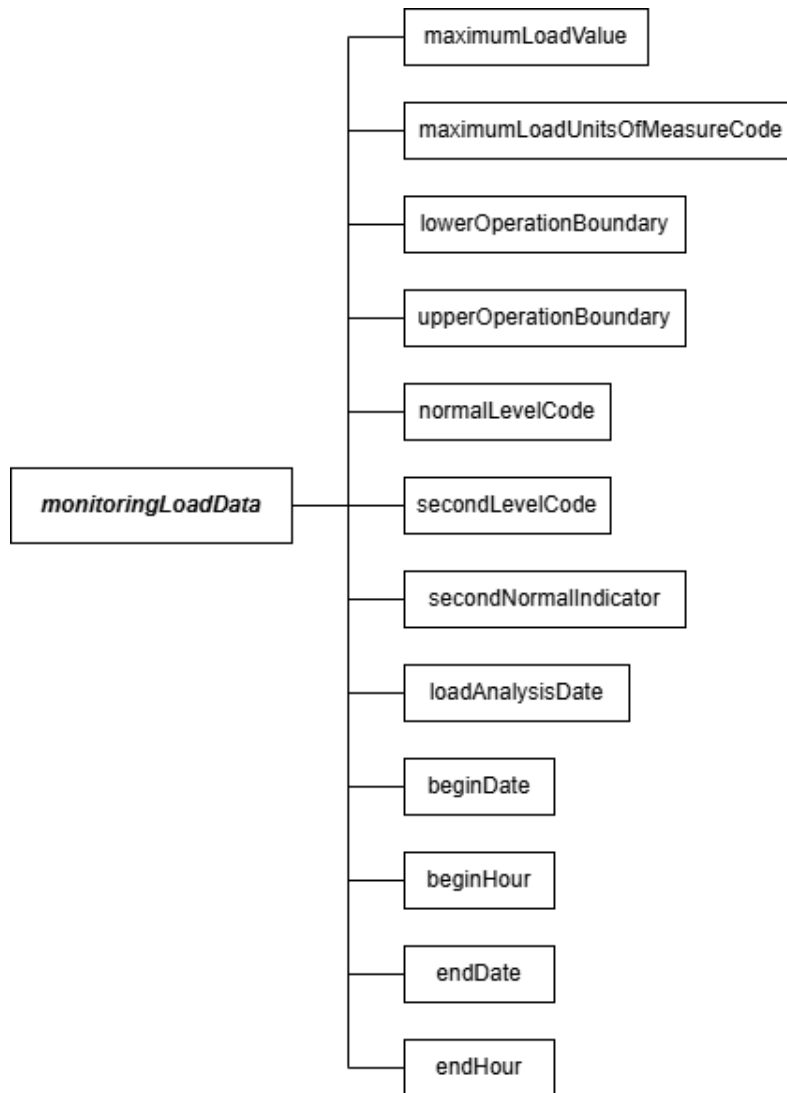 maximumLoadValue
maximumLoadUnitsOfMeasureCode
lowerOperationBoundary
upperOperationBoundary
normalLevelCode
monitoringLoadData
secondLevelCode
secondNormalIndicator
loadAnalysisDate
beginDate
beginHour
endDate
endHour